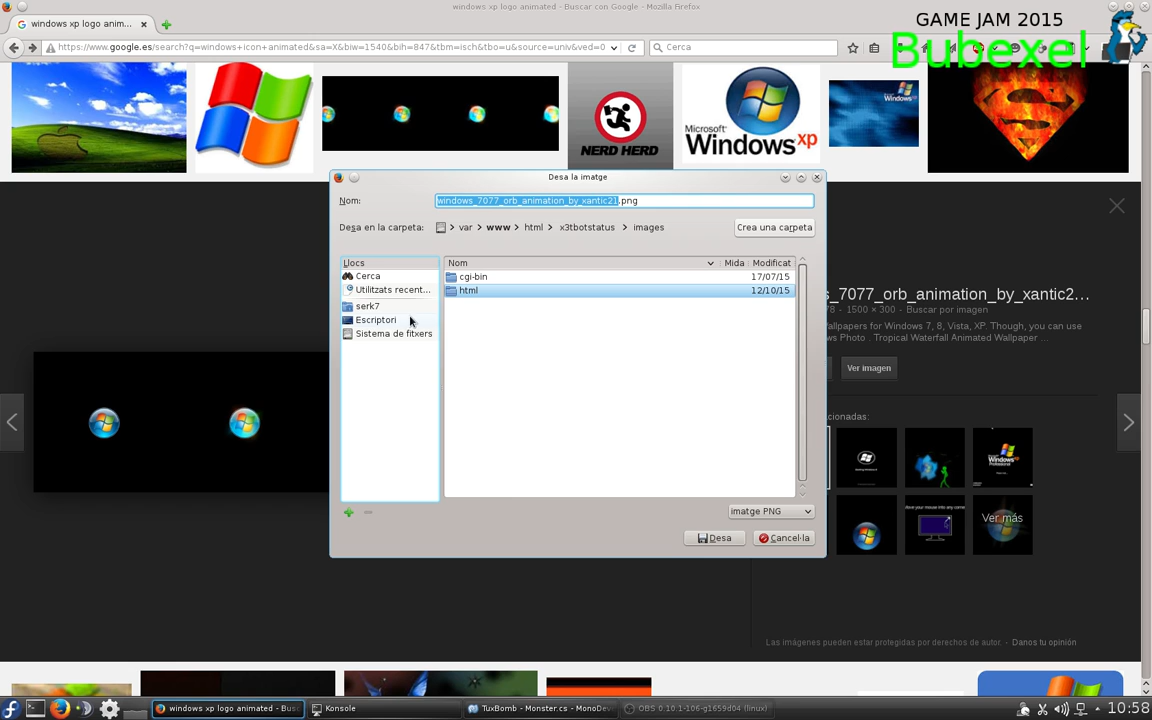 windows xp logo animated - Buscar con Google - Mozilla Firefox
GAME JAM 2015
Bubexel
windows xp logo anim...
https://www.google.es/search?q=windows+icon+animated&sa=X&biw=1540&bih=847&tbm=isch&tbo=u&source=univ&ved=0
Cerca
NERD HERD
Microsoft
Windows xp
Windows
Desa la imatge
Nom:
windows_7077_orb_animation_by_xantic21.png
Desa en la carpeta:
var
www
html
x3tbotstatus
images
Crea una carpeta
Llocs
Cerca
Utilitzats recent...
serk7
Escriptori
Sistema de fitxers
Nom
Mida
Modificat
cgi-bin
17/07/15
html
12/10/15
imatge PNG
Desa
Cancel·la
s_7077_orb_animation_by_xantic2...
78 - 1500 × 300 - Buscar por imagen
allpapers for Windows 7, 8, Vista, XP. Though, you can use
ws Photo . Tropical Waterfall Animated Wallpaper ...
Ver imagen
cionadas:
Ver más
Las imágenes pueden estar protegidas por derechos de autor. - Danos tu opinión
windows xp logo animated - Busc
Konsole
TuxBomb - Monster.cs - MonoDev
OBS 0.10.1-106-g1659d04 (linux)
10:58